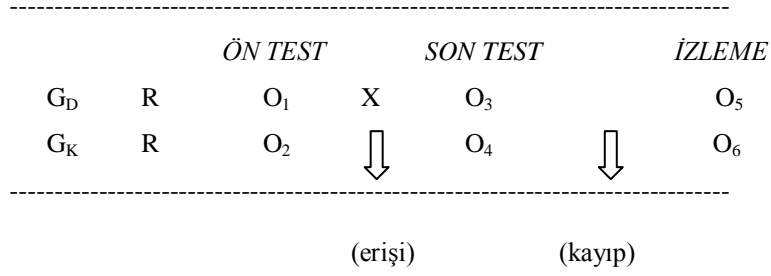 ÖN TEST SON TEST İZLEME
G_D R O_1 X O_3 O_5
G_K R O_2 O_4 O_6
(erişi) (kayıp)